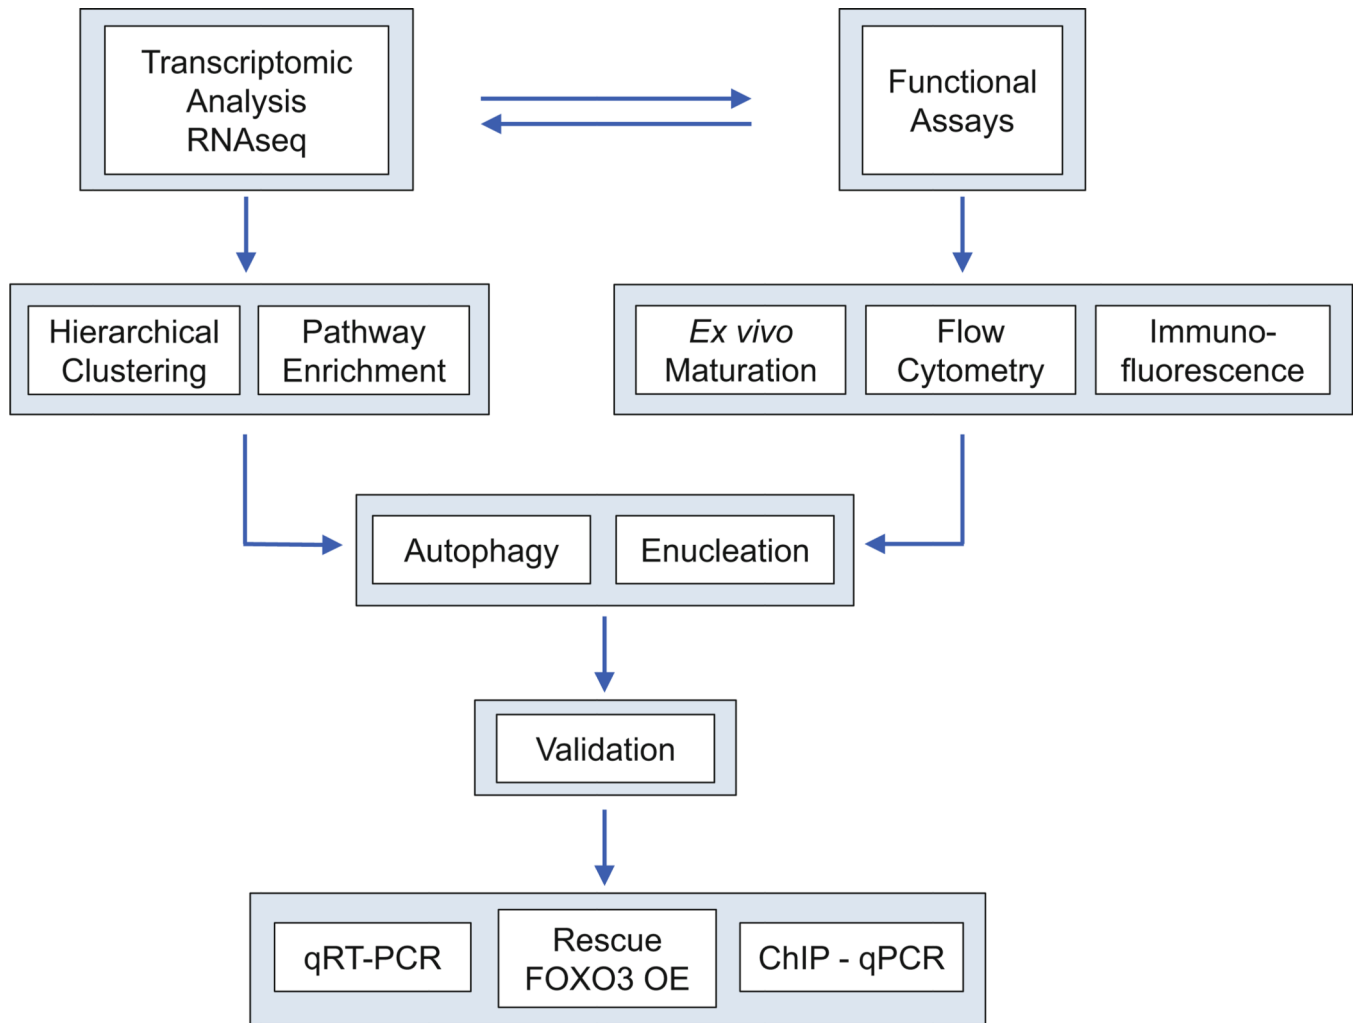 Transcriptomic
Analysis
RNAseq
Functional
Assays
Hierarchical
Clustering
Pathway
Enrichment
Ex vivo
Maturation
Flow
Cytometry
Immuno-
fluorescence
Autophagy
Enucleation
Validation
qRT-PCR
Rescue
FOXO3 OE
ChIP - qPCR